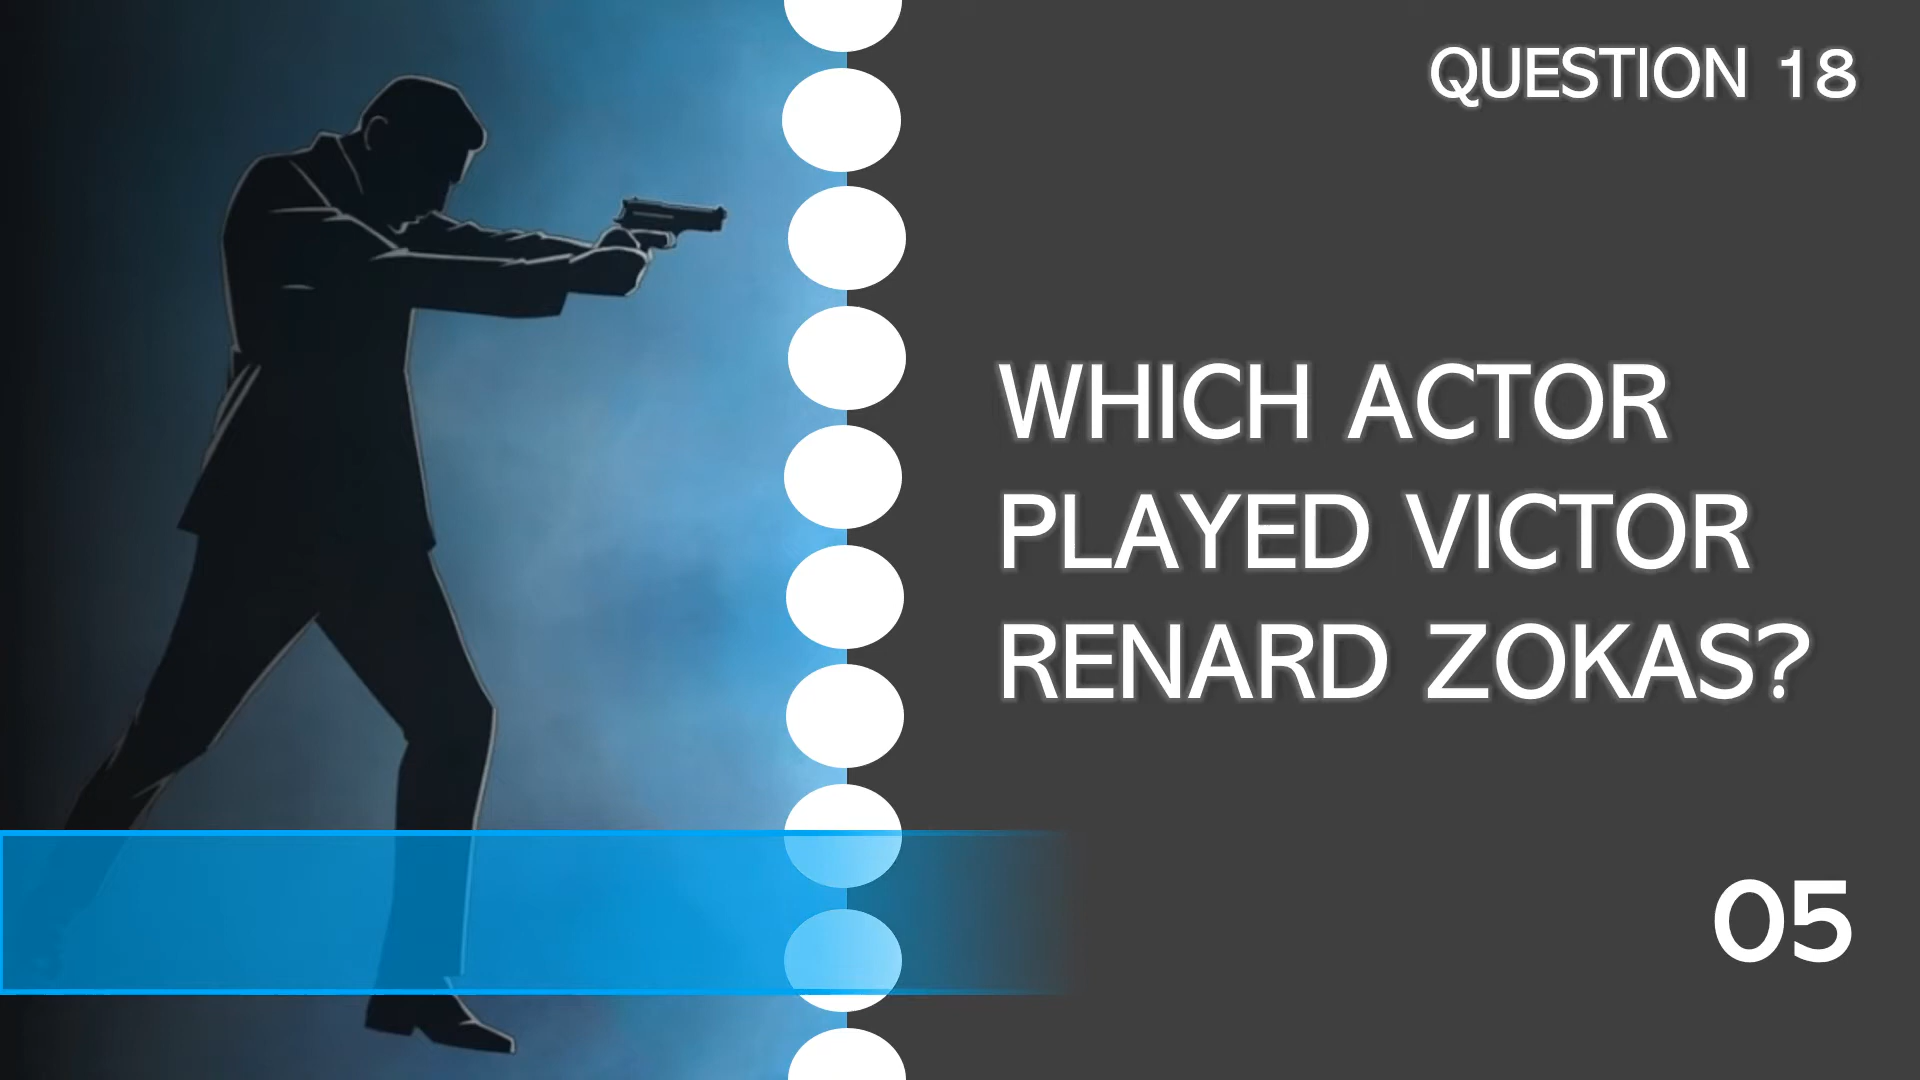 QUESTION 18
WHICH ACTOR
PLAYED VICTOR
RENARD ZOKAS?
05